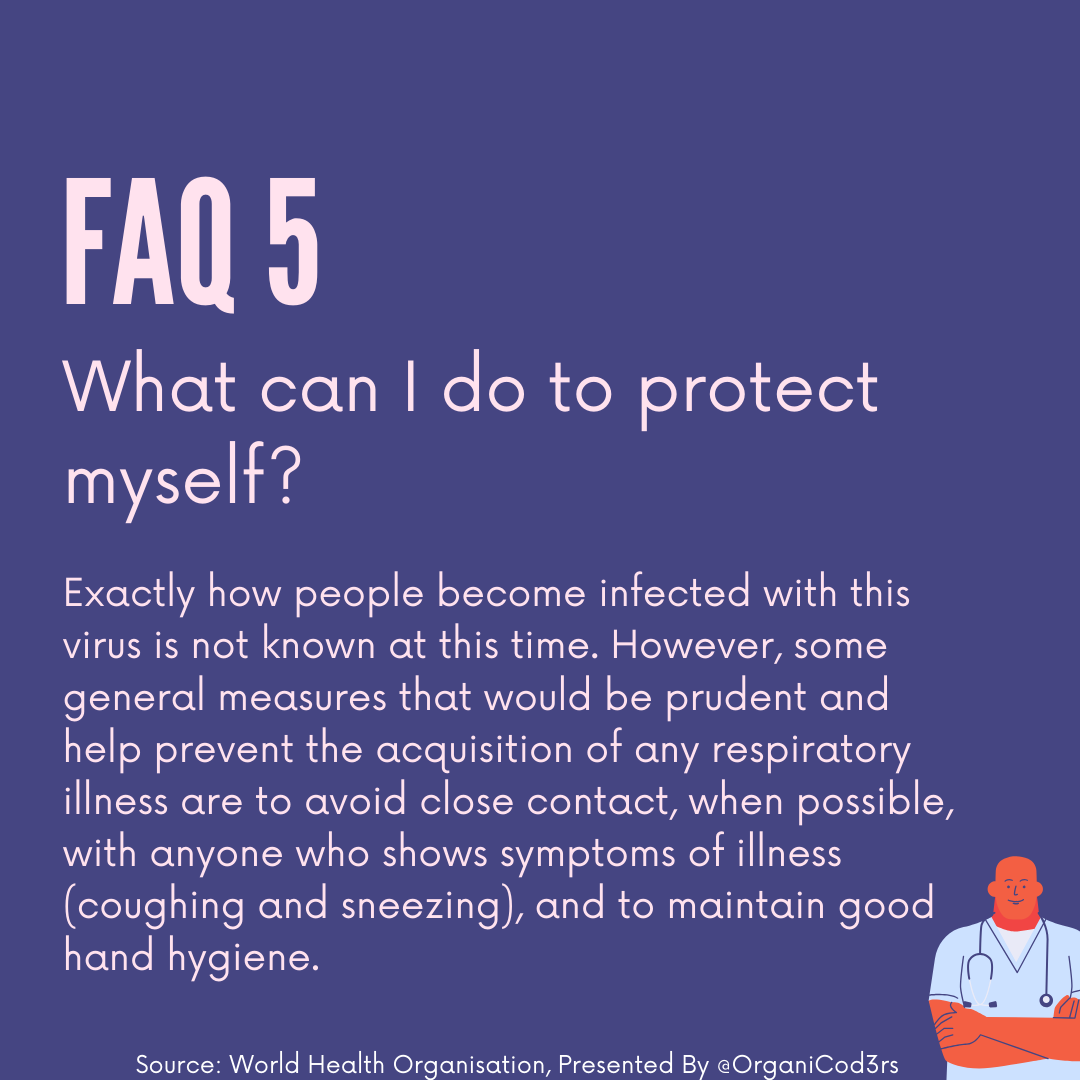 FAQ 5
What can I do to protect
myself?
Exactly how people become infected with this
virus is not known at this time. However, some
general measures that would be prudent and
help prevent the acquisition of any respiratory
illness are to avoid close contact, when possible,
with anyone who shows symptoms of illness
(coughing and sneezing), and to maintain good
hand hygiene.
Source: World Health Organisation, Presented By @OrganiCod3rs